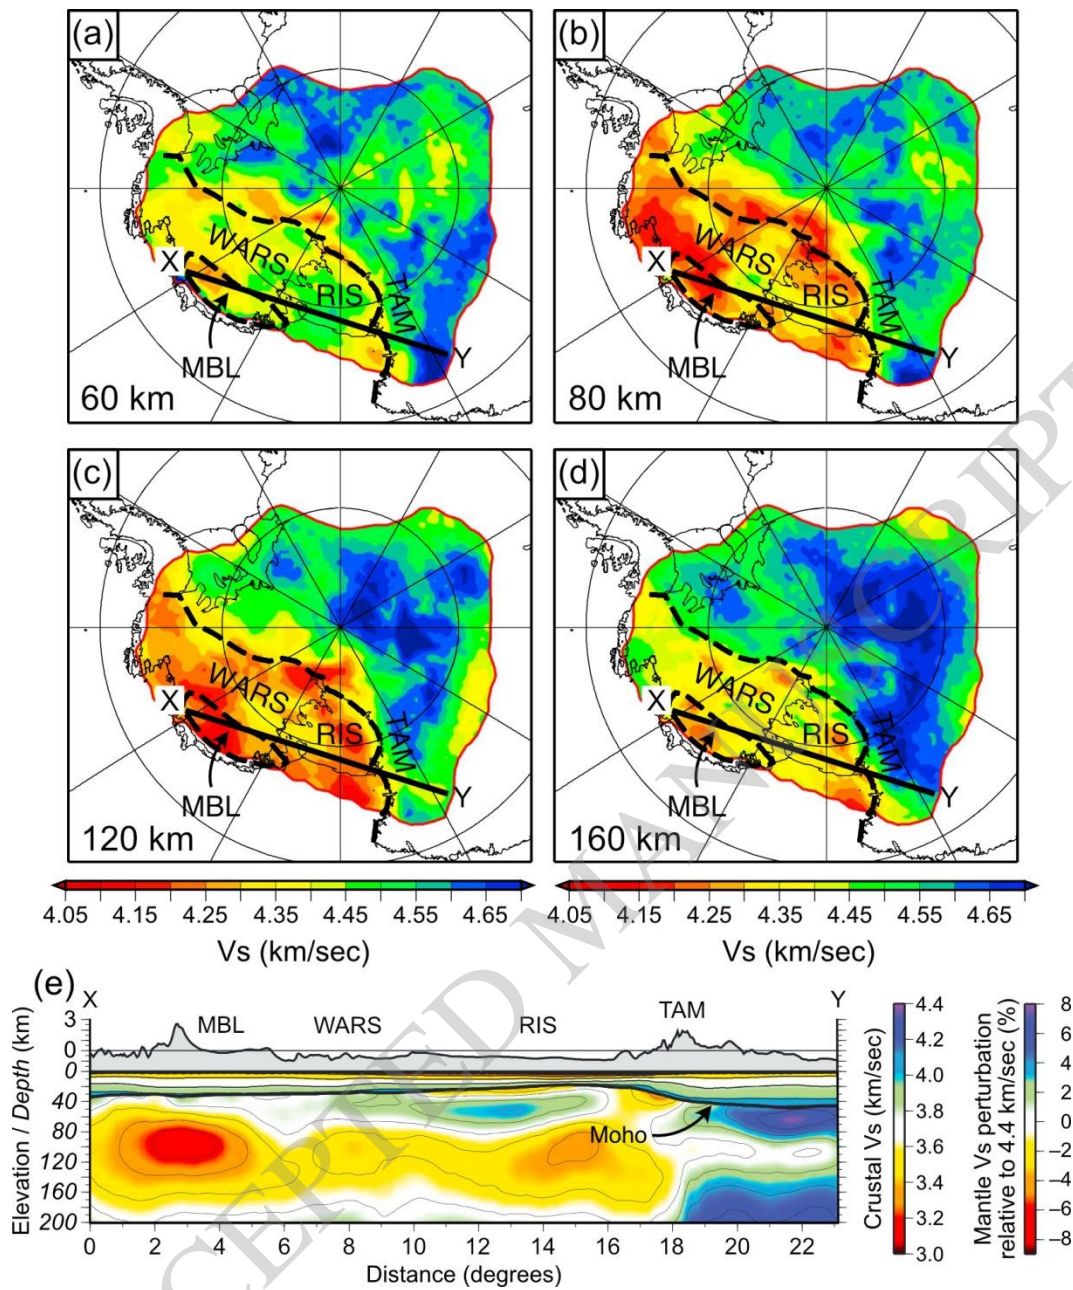 (a)
WARS
RIS
TAM
X
Y
MBL
60 km
(b)
WARS
RIS
TAM
X
Y
MBL
80 km
(c)
WARS
RIS
TAM
X
Y
MBL
120 km
(d)
WARS
RIS
TAM
X
Y
MBL
160 km
4.05 4.15 4.25 4.35 4.45 4.55 4.65
Vs (km/sec)
4.05 4.15 4.25 4.35 4.45 4.55 4.65
Vs (km/sec)
(e)
X
Y
MBL WARS RIS TAM
Elevation / Depth (km)
3
0
0
40
80
120
160
200
Moho
0 2 4 6 8 10 12 14 16 18 20 22
Distance (degrees)
Crustal Vs (km/sec)
4.4
4.2
4.0
3.8
3.6
3.4
3.2
3.0
Mantle Vs perturbation
relative to 4.4 km/sec (%)
8
6
4
2
0
−2
−4
−6
−8
CCEPTED MANUSCRIPT